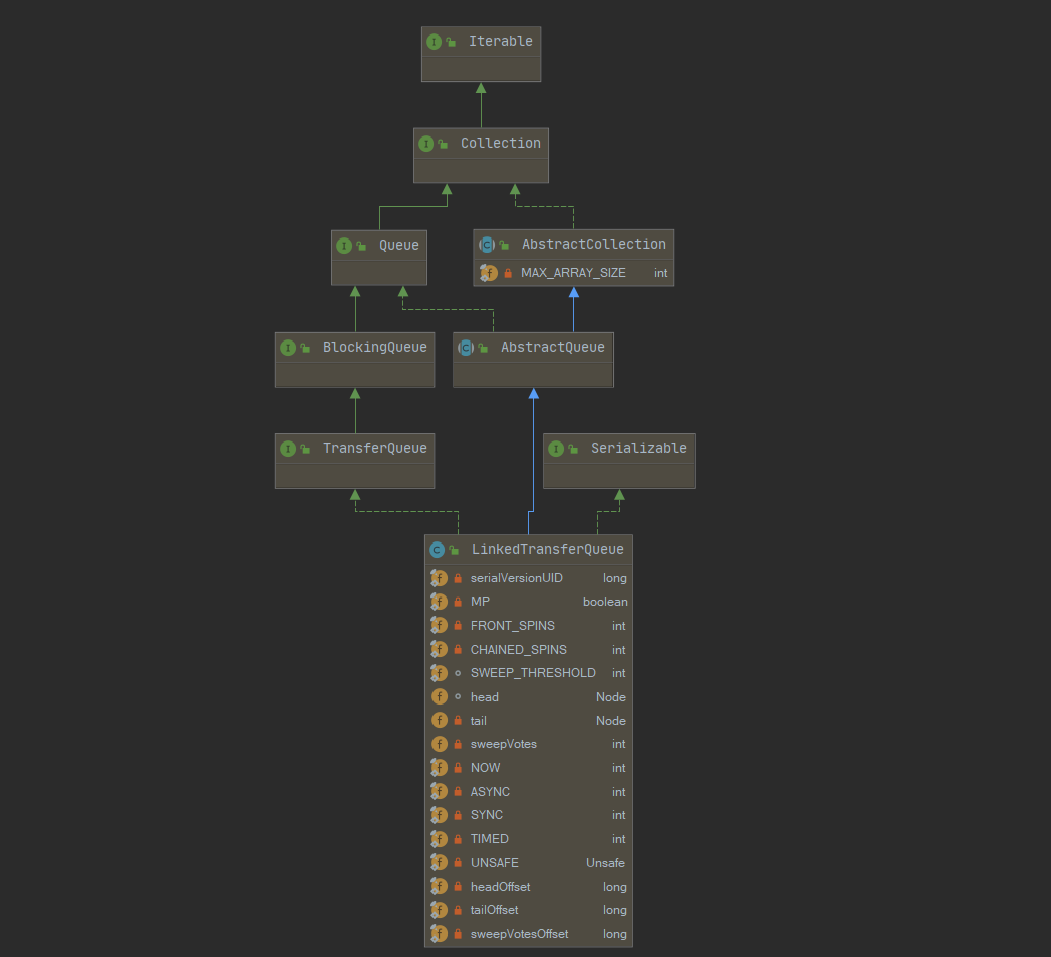 Iterable
Collection
Queue
AbstractCollection
MAX_ARRAY_SIZE int
BlockingQueue
AbstractQueue
TransferQueue
Serializable
LinkedTransferQueue
serialVersionUID long
MP boolean
FRONT_SPINS int
CHAINED_SPINS int
SWEEP_THRESHOLD int
head Node
tail Node
sweepVotes int
NOW int
ASYNC int
SYNC int
TIMED int
UNSAFE Unsafe
headOffset long
tailOffset long
sweepVotesOffset long